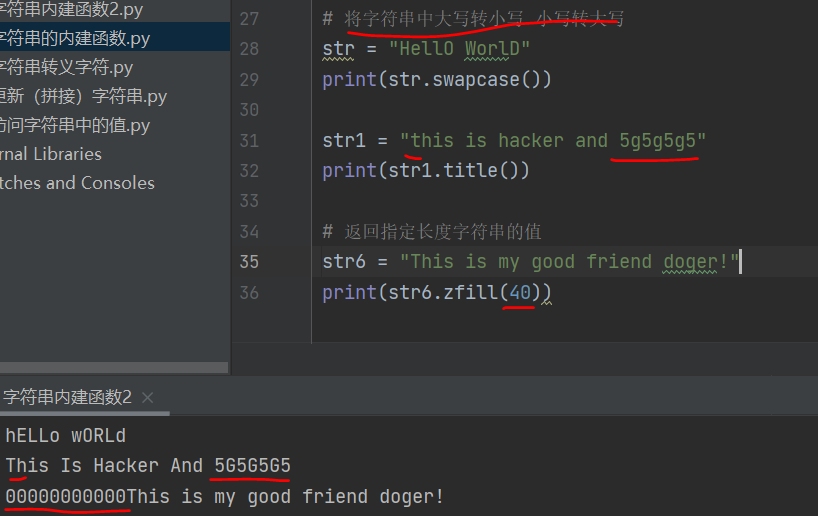 字符串内建函数2.py
字符串的内建函数.py
字符串转义字符.py
更新（拼接）字符串.py
访问字符串中的值.py
rnal Libraries
tches and Consoles
27 # 将字符串中大写转小写 小写转大写
28 str = "HellO WorlD"
29 print(str.swapcase())
30
31 str1 = "this is hacker and 5g5g5g5"
32 print(str1.title())
33
34 # 返回指定长度字符串的值
35 str6 = "This is my good friend doger!"
36 print(str6.zfill(40))
字符串内建函数2 ×
hELLo wORLd
This Is Hacker And 5G5G5G5
00000000000This is my good friend doger!